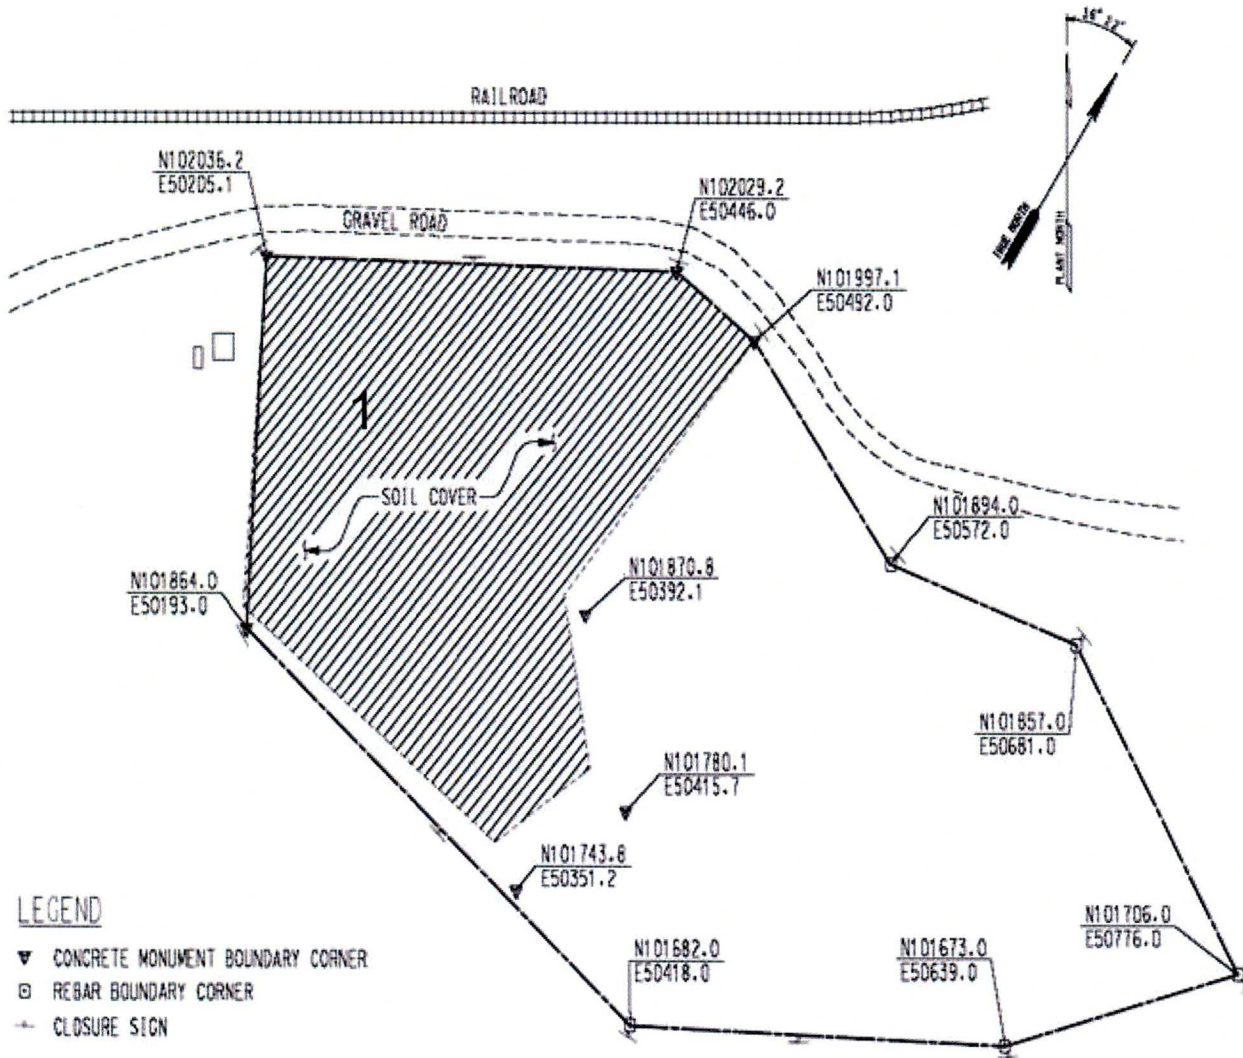 36° 22'
RAILROAD
N102036.2
E50205.1
N102029.2
E50446.0
GRAVEL ROAD
TRUE NORTH
PLANT NORTH
N101997.1
E50492.0
1
SOIL COVER
N101894.0
E50572.0
N101870.8
E50392.1
N101864.0
E50193.0
N101857.0
E50681.0
N101780.1
E50415.7
N101743.8
E50351.2
N101706.0
E50776.0
N101682.0
E50418.0
N101673.0
E50639.0
LEGEND
CONCRETE MONUMENT BOUNDARY CORNER
REBAR BOUNDARY CORNER
CLOSURE SIGN